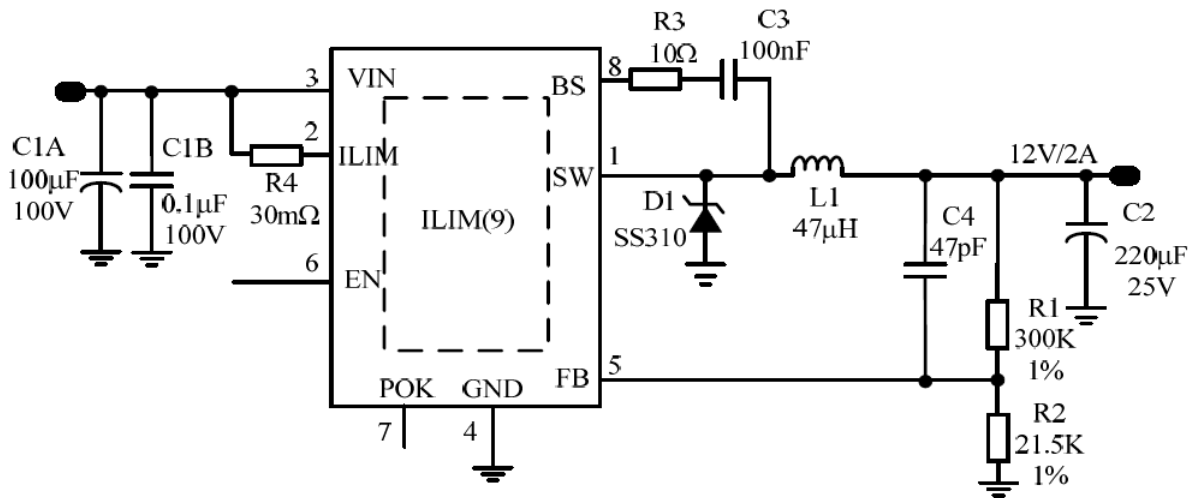 C1A
100μF
100V
C1B
0.1μF
100V
R4
30mΩ
3
2
6
VIN
ILIM
EN
ILIM(9)
POK
GND
7
4
BS
SW
FB
8
1
5
R3
10Ω
C3
100nF
D1
SS310
L1
47μH
C4
47pF
12V/2A
C2
220μF
25V
R1
300K
1%
R2
21.5K
1%